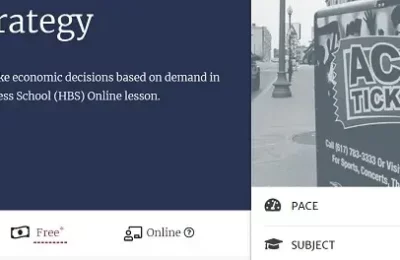 rategy
ke economic decisions based on demand in
ess School (HBS) Online lesson.
AC
TICK
Call (617) 783-3333 Or Visi
For Sports, Concerts, Th
Free*
Online
PACE
SUBJECT